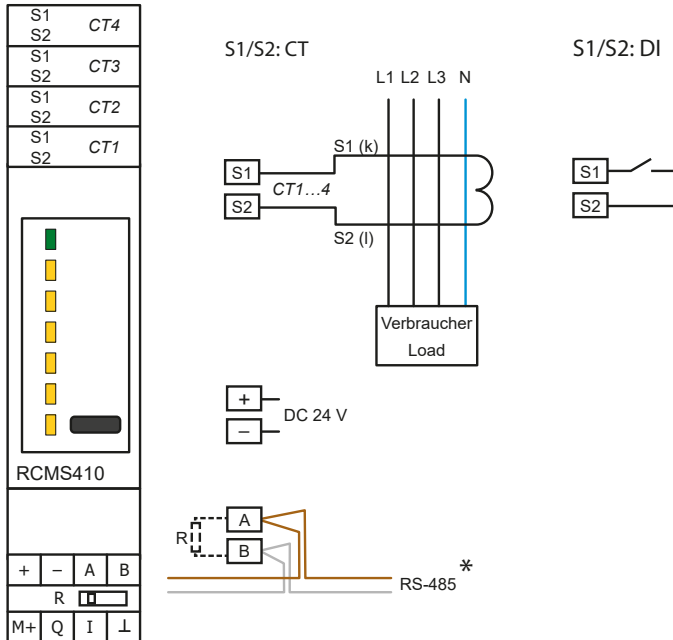 S1
S2
CT4
S1
S2
CT3
S1
S2
CT2
S1
S2
CT1
RCMS410
+ − A B
R
M+ Q I ⊥
S1/S2: CT
L1 L2 L3 N
S1 (k)
S1
CT1...4
S2
S2 (l)
Verbraucher
Load
+
DC 24 V
−
A
R
B
RS-485 *
S1/S2: DI
S1
S2